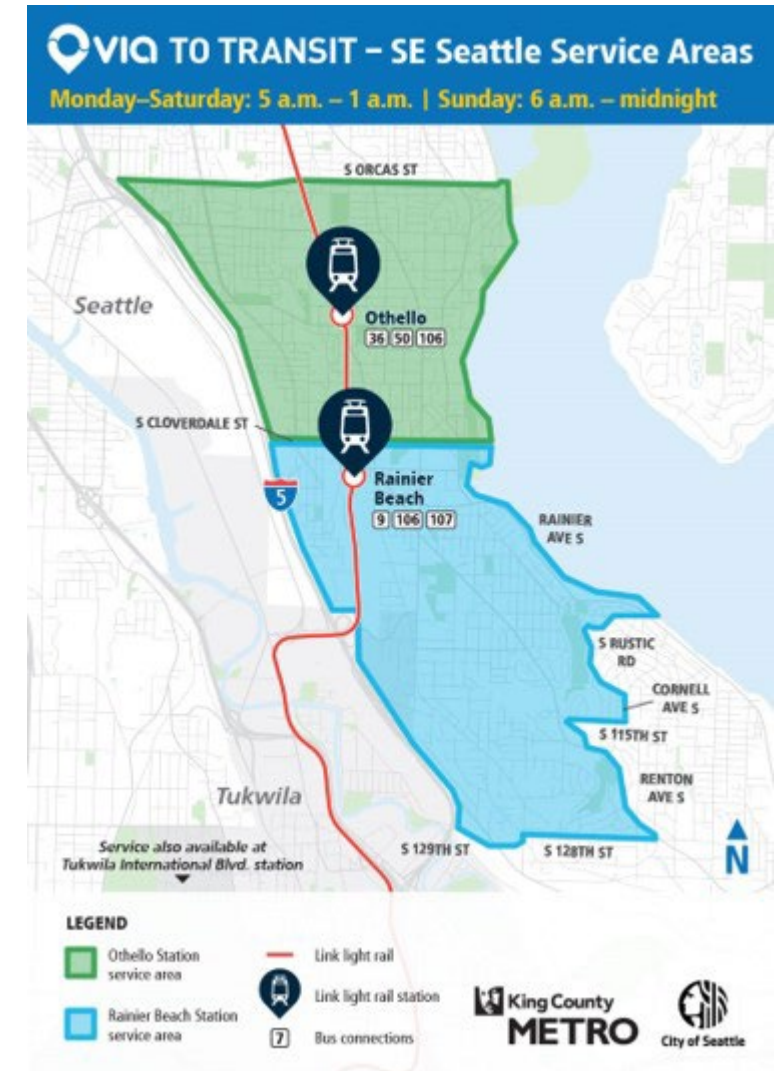 VIA TO TRANSIT – SE Seattle Service Areas
Monday–Saturday: 5 a.m. – 1 a.m. | Sunday: 6 a.m. – midnight
S ORCAS ST
Seattle
Othello
36 50 106
S CLOVERDALE ST
5
Rainier
Beach
9 106 107
RAINIER
AVE S
S RUSTIC
RD
CORNELL
AVE S
S 115TH ST
RENTON
AVE S
Tukwila
Service also available at
Tukwila International Blvd. station
S 129TH ST
S 128TH ST
N
LEGEND
Othello Station
service area
Rainier Beach Station
service area
Link light rail
Link light rail station
7 Bus connections
King County
METRO
City of Seattle